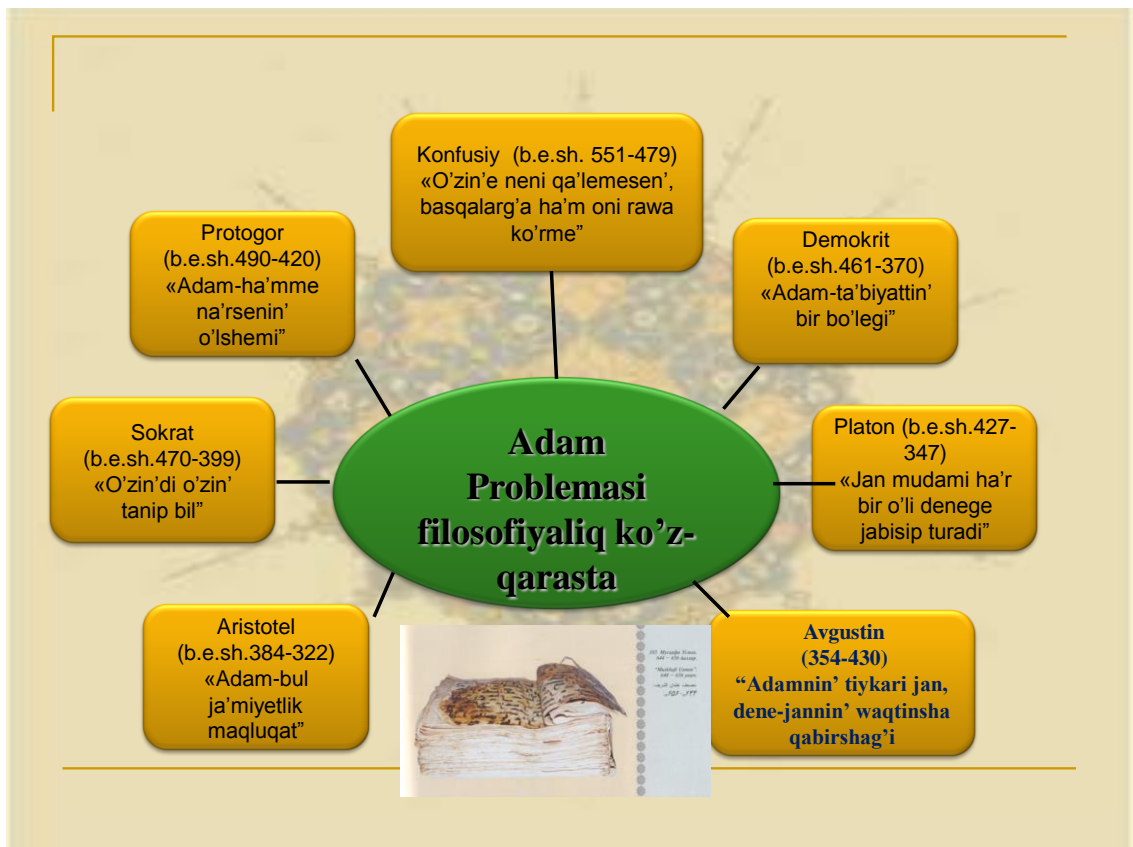 Konfusiy (b.e.sh. 551-479)
«O’zin’e neni qa’lemesen’,
basqalarg’a ha’m oni rawa
ko’rme”
Protogor
(b.e.sh.490-420)
«Adam-ha’mme
na’rsenin’
o’lshemi”
Demokrit
(b.e.sh.461-370)
«Adam-ta’biyattin’
bir bo’legi”
Sokrat
(b.e.sh.470-399)
«O’zin’di o’zin’
tanip bil”
Adam
Problemasi
filosofiyaliq ko’z-
qarasta
Platon (b.e.sh.427-
347)
«Jan mudami ha’r
bir o’li denege
jabisip turadi”
Aristotel
(b.e.sh.384-322)
«Adam-bul
ja’miyetlik
maqluqat”
Avgustin
(354-430)
“Adamnin’ tiykari jan,
dene-jannin’ waqtinsha
qabirshag’i